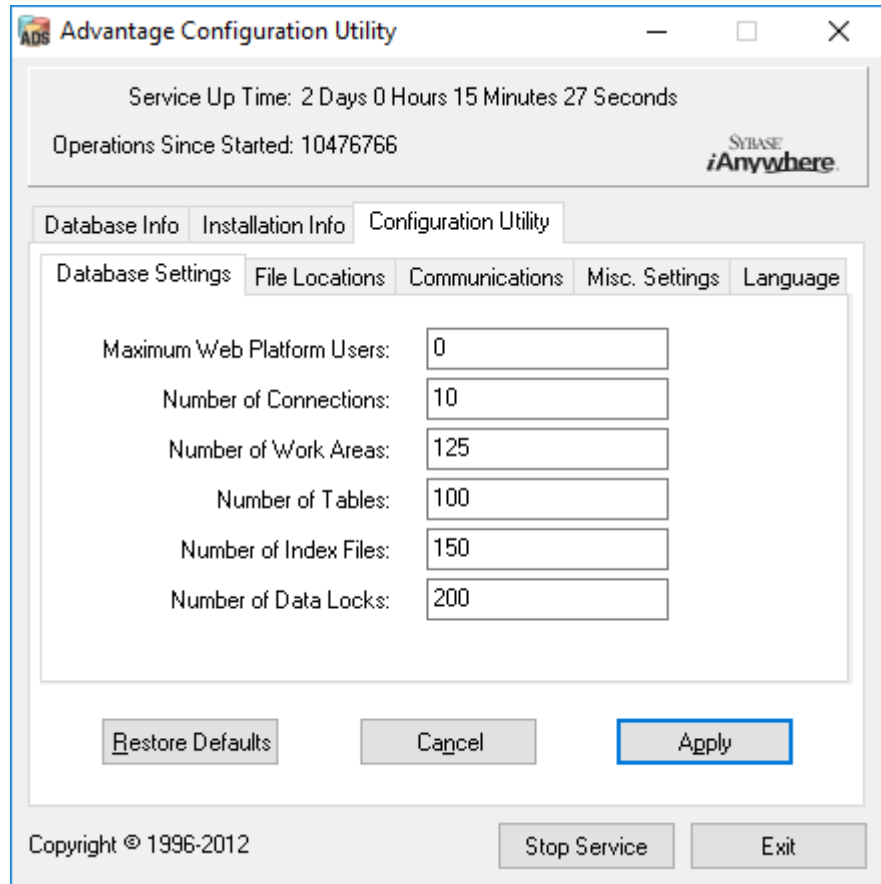 ADS Advantage Configuration Utility
Service Up Time: 2 Days 0 Hours 15 Minutes 27 Seconds
Operations Since Started: 10476766
SYBASE
iAnywhere.
Database Info Installation Info Configuration Utility
Database Settings File Locations Communications Misc. Settings Language
Maximum Web Platform Users: 0
Number of Connections: 10
Number of Work Areas: 125
Number of Tables: 100
Number of Index Files: 150
Number of Data Locks: 200
Restore Defaults Cancel Apply
Copyright © 1996-2012 Stop Service Exit